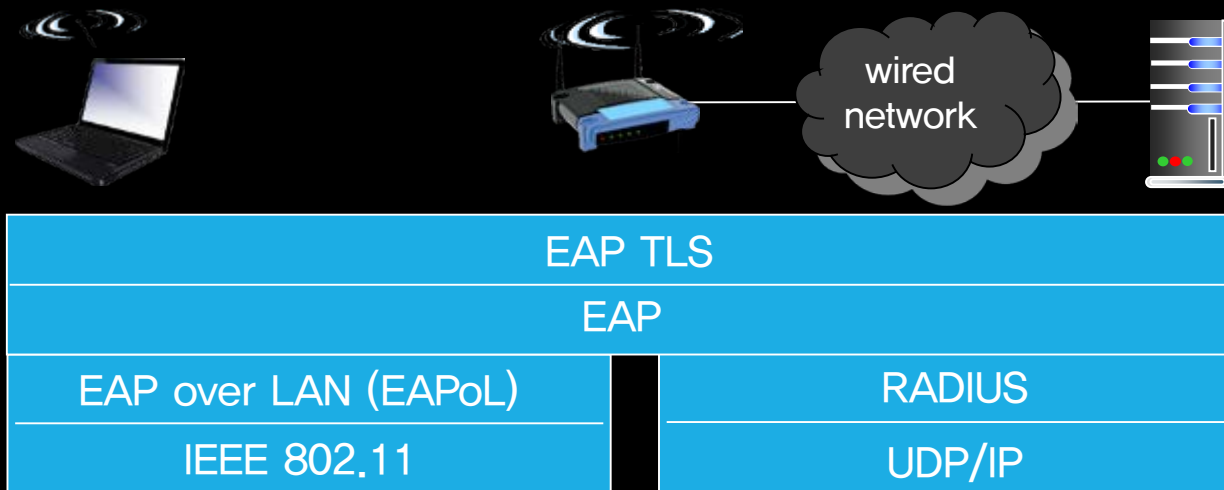 wired
network
EAP TLS
EAP
EAP over LAN (EAPoL)
RADIUS
IEEE 802.11
UDP/IP